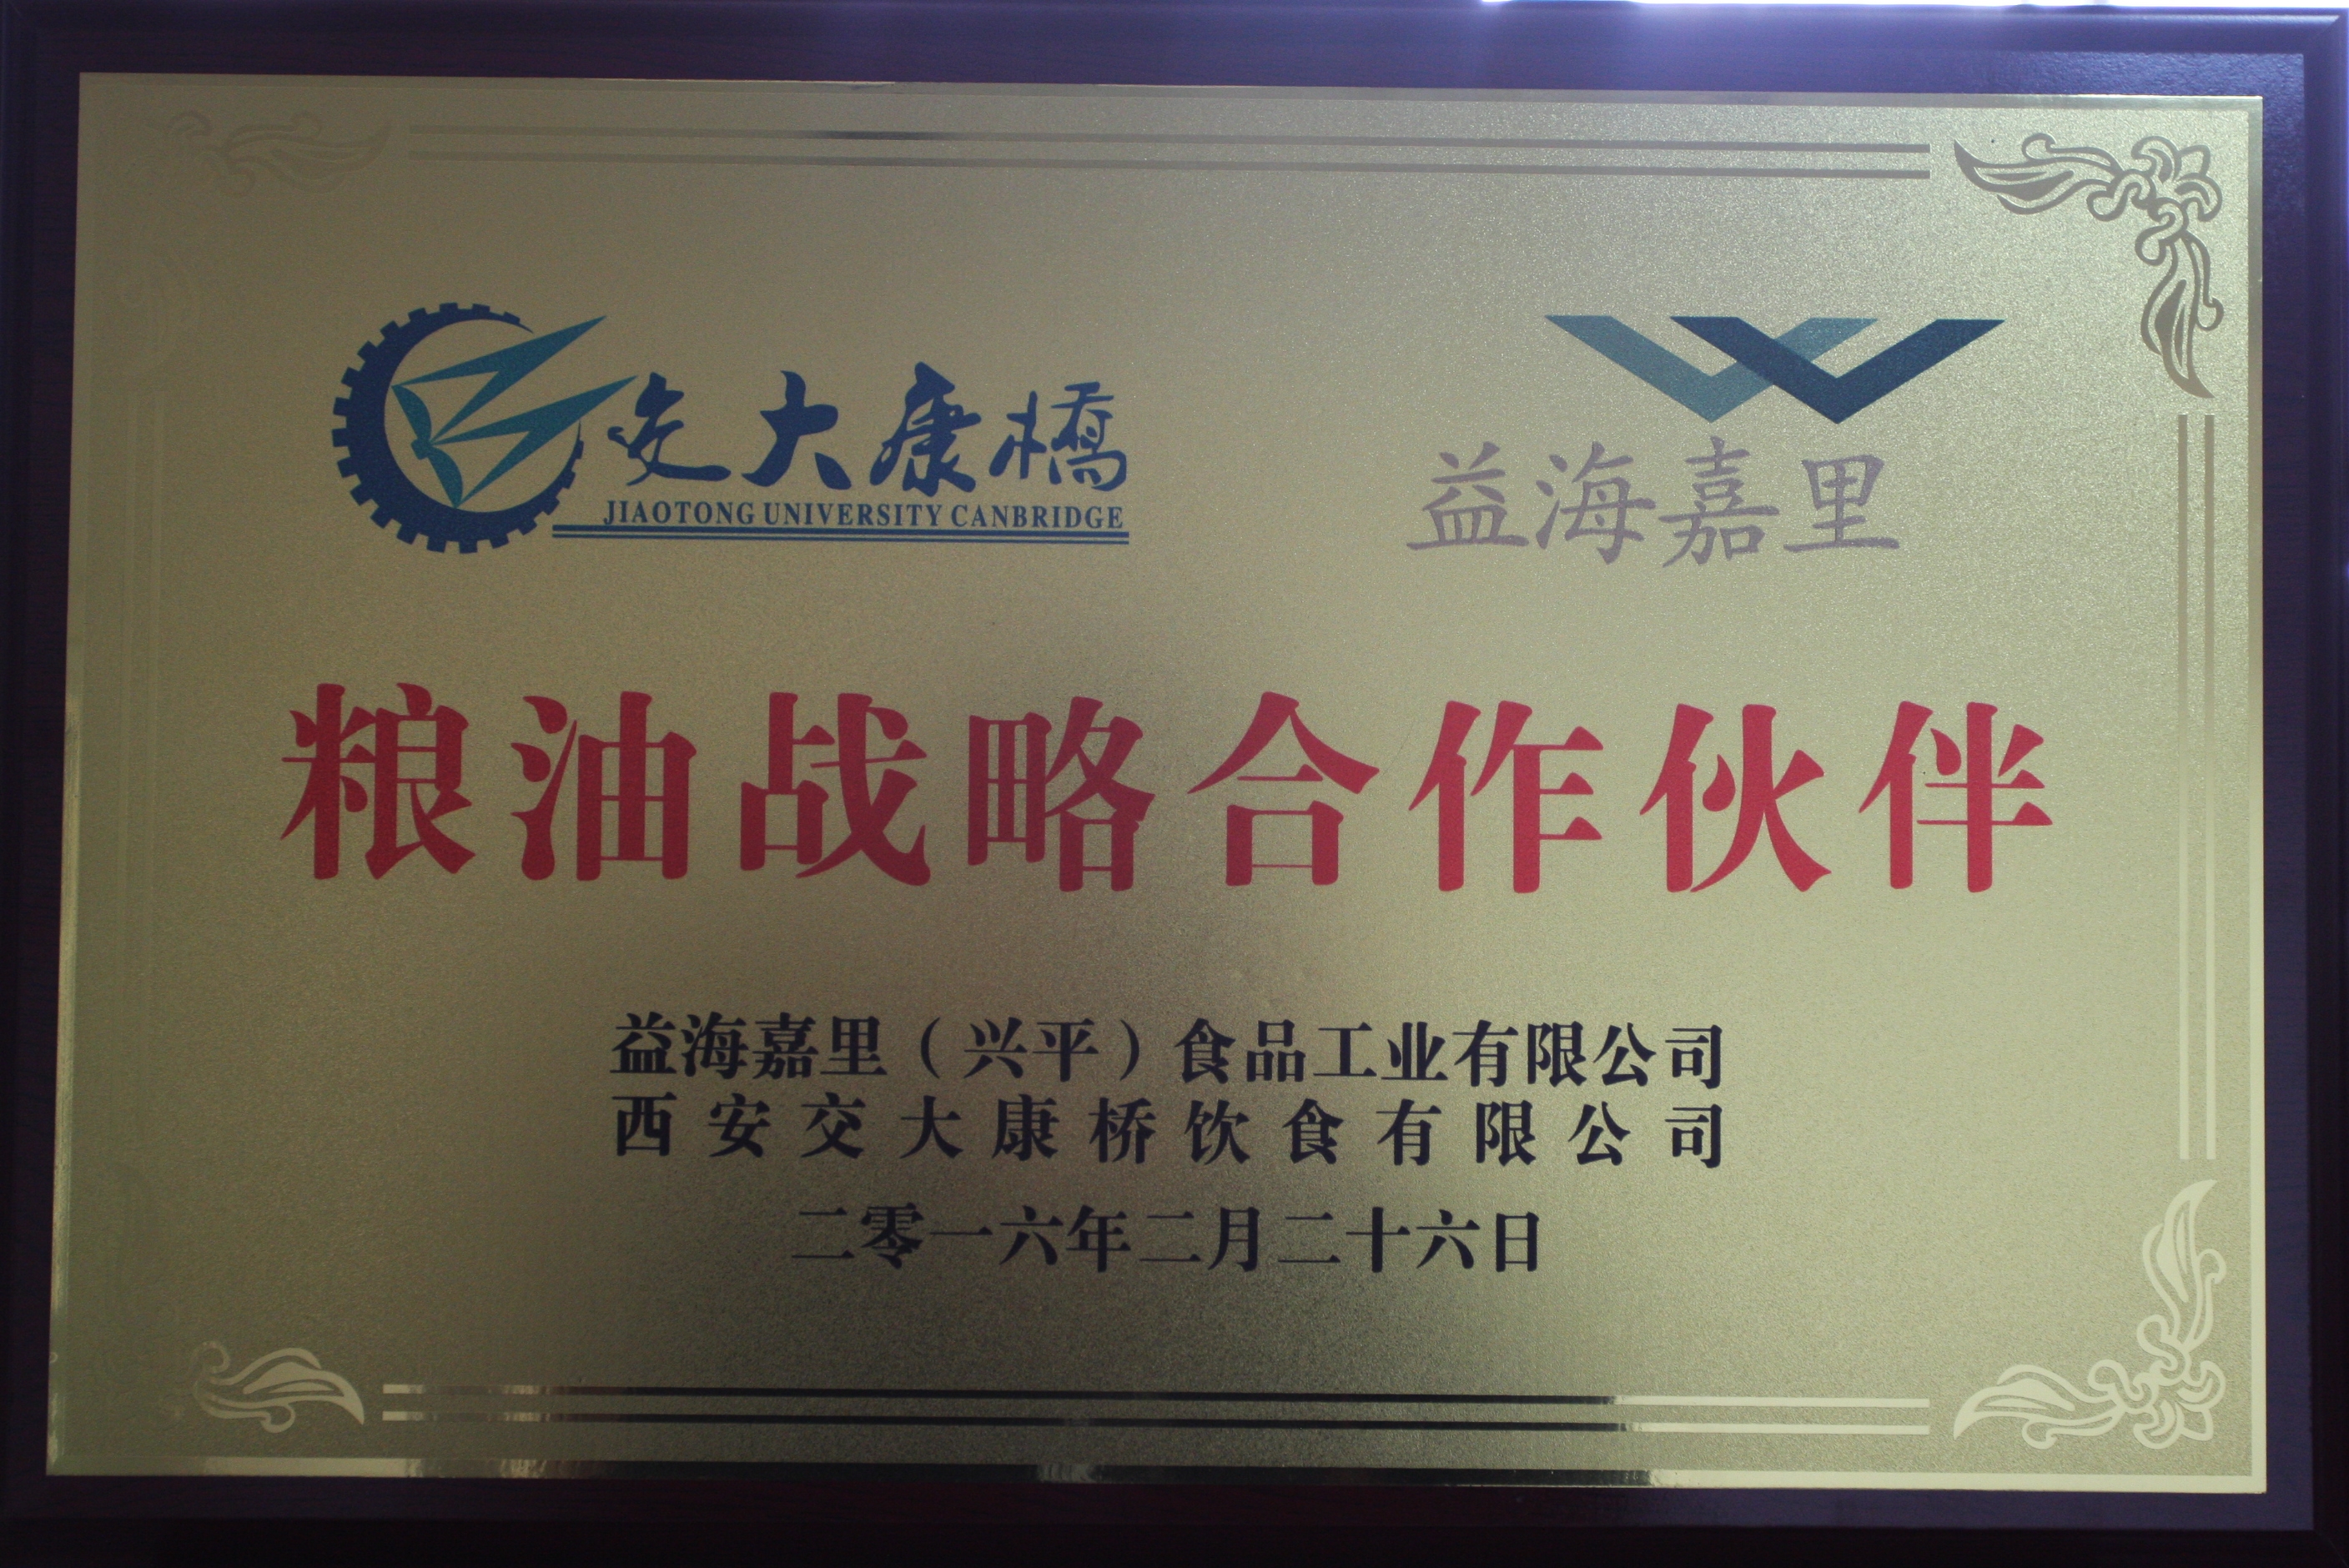 交大康橋
JIAOTONG UNIVERSITY CANBRIDGE
益海嘉里
粮油战略合作伙伴
益海嘉里（兴平）食品工业有限公司
西安交大康桥饮食有限公司
二零一六年二月二十六日